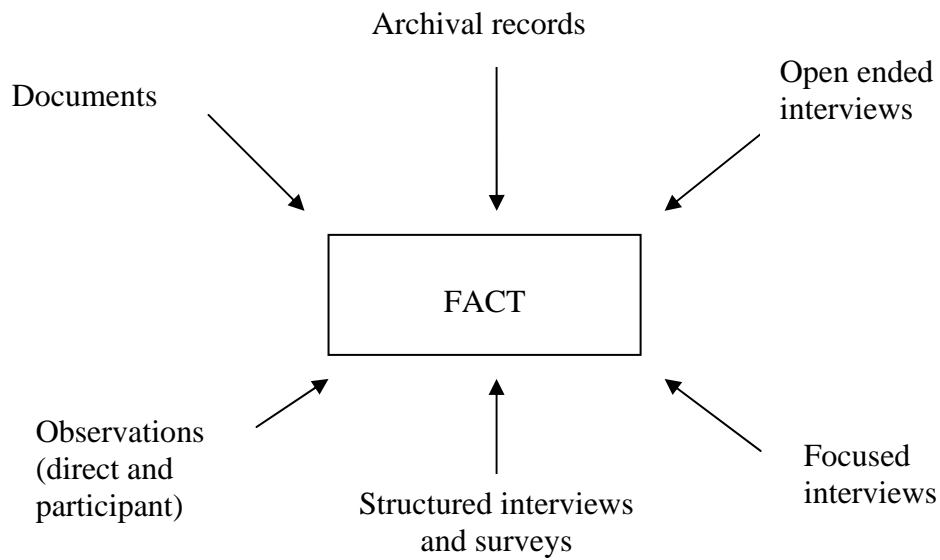 Archival records
Documents
Open ended
interviews
FACT
Observations
(direct and
participant)
Structured interviews
and surveys
Focused
interviews